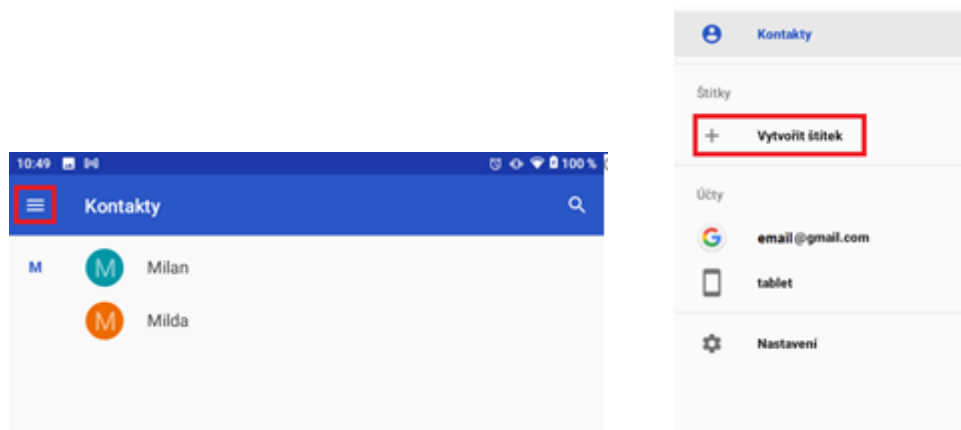 10:49 100 %
Kontakty
M M Milan
M Milda
Kontakty
Štítky
Vytvořit štítek
Účty
G email@gmail.com
tablet
Nastavení